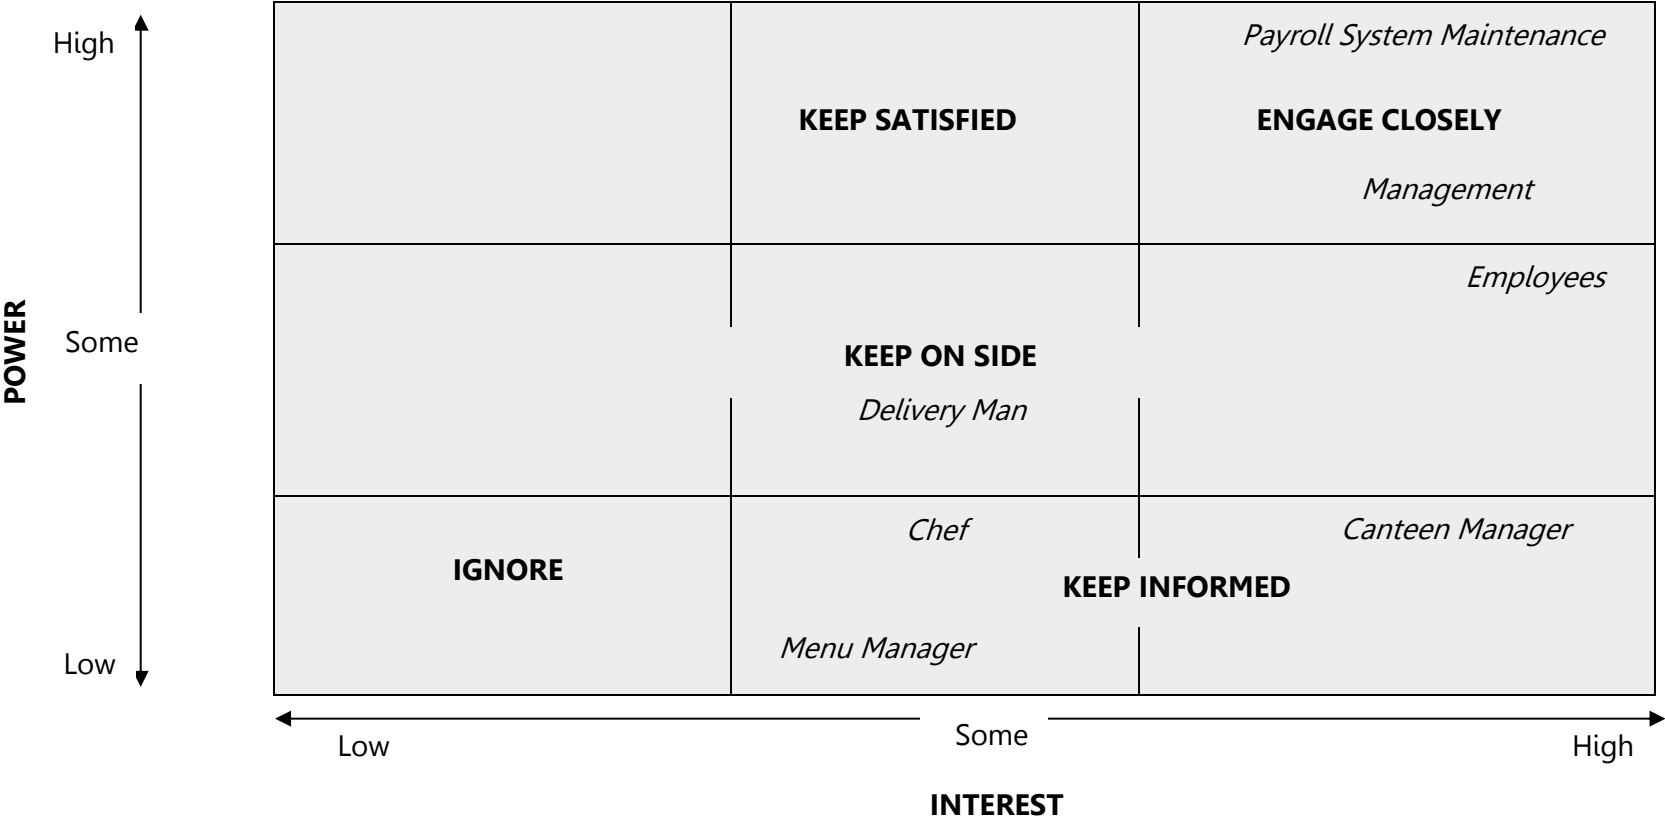 High
Payroll System Maintenance
KEEP SATISFIED
ENGAGE CLOSELY
Management
Employees
POWER
Some
KEEP ON SIDE
Delivery Man
Chef
Canteen Manager
IGNORE
KEEP INFORMED
Menu Manager
Low
Low
Some
High
INTEREST